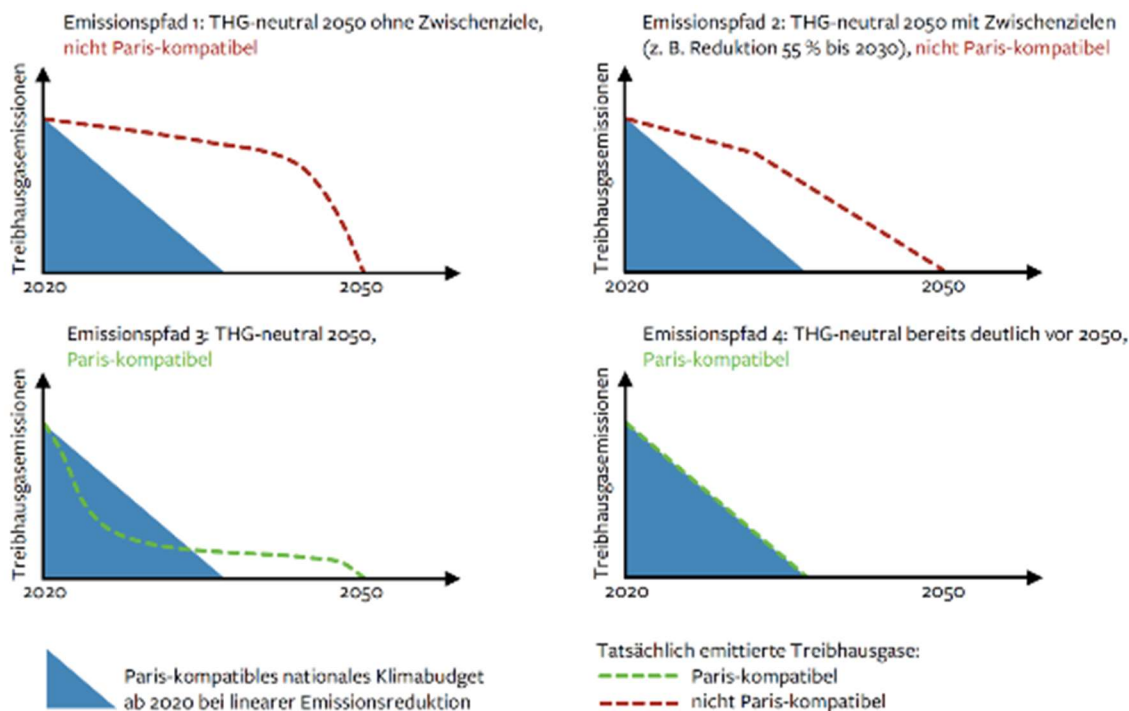 Emissionspfad 1: THG-neutral 2050 ohne Zwischenziele,
nicht Paris-kompatibel
Treibhausgasemissionen
2020
2050
Emissionspfad 2: THG-neutral 2050 mit Zwischenzielen
(z. B. Reduktion 55 % bis 2030), nicht Paris-kompatibel
Treibhausgasemissionen
2020
2050
Emissionspfad 3: THG-neutral 2050,
Paris-kompatibel
Treibhausgasemissionen
2020
2050
Emissionspfad 4: THG-neutral bereits deutlich vor 2050,
Paris-kompatibel
Treibhausgasemissionen
2020
2050
Paris-kompatibles nationales Klimabudget
ab 2020 bei linearer Emissionsreduktion
Tatsächlich emittierte Treibhausgase:
Paris-kompatibel
nicht Paris-kompatibel